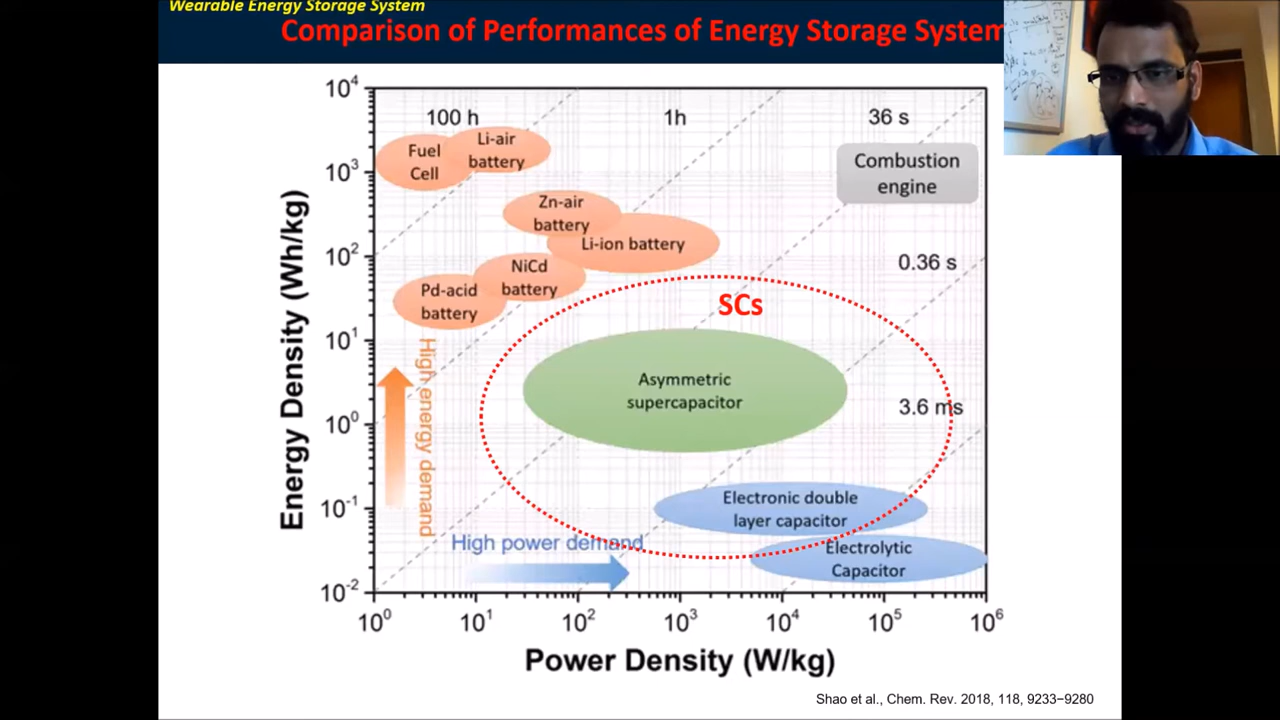 Wearable Energy Storage System
Comparison of Performances of Energy Storage System
10⁴
10³
10²
10¹
10⁰
10⁻¹
10⁻²
Energy Density (Wh/kg)
100 h
1h
36 s
0.36 s
3.6 ms
Fuel
Cell
Li-air
battery
Combustion
engine
Zn-air
battery
Li-ion battery
NiCd
battery
Pd-acid
battery
SCs
Asymmetric
supercapacitor
High energy demand
Electronic double
layer capacitor
High power demand
Electrolytic
Capacitor
10⁰ 10¹ 10² 10³ 10⁴ 10⁵ 10⁶
Power Density (W/kg)
Shao et al., Chem. Rev. 2018, 118, 9233−9280